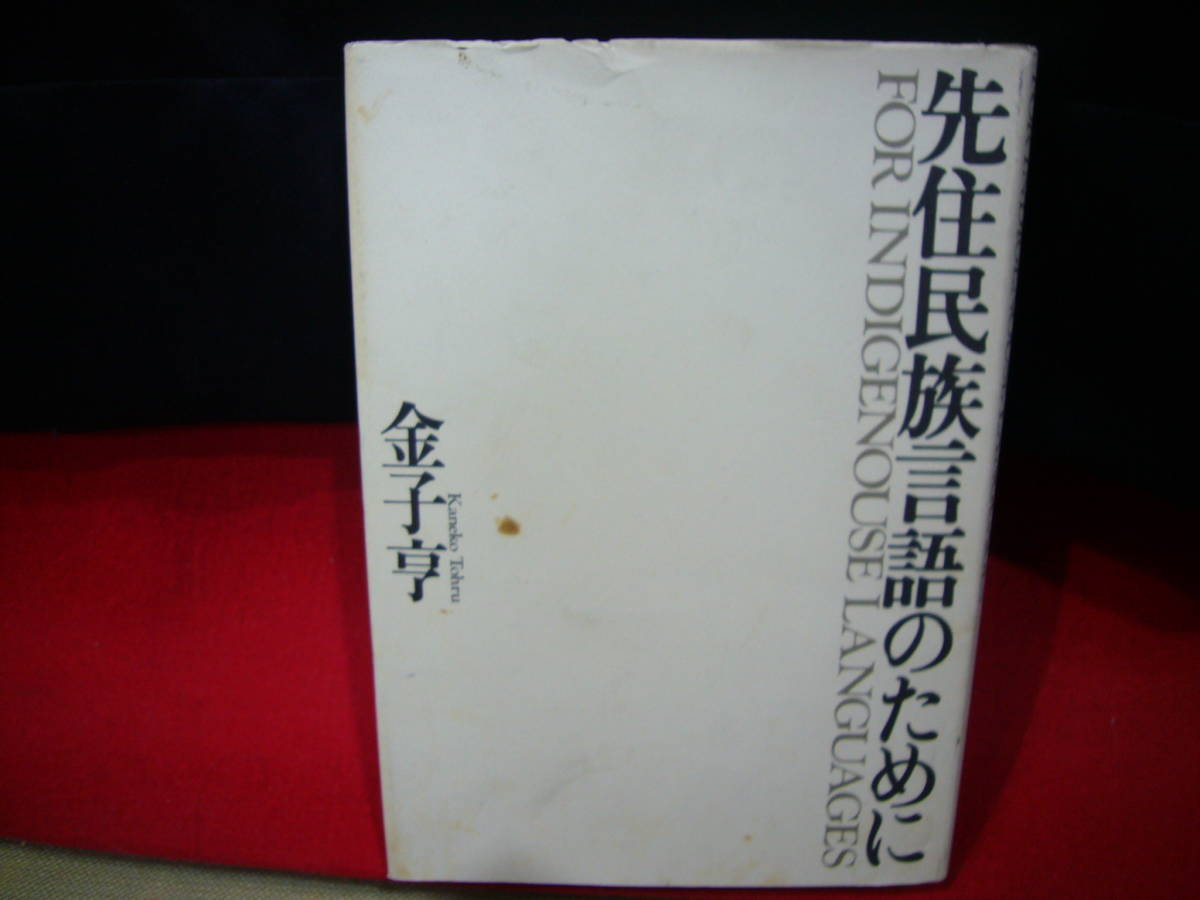 先住民族言語のために
FOR INDIGENOUSE LANGUAGES
金子亨
Kaneko Tohru